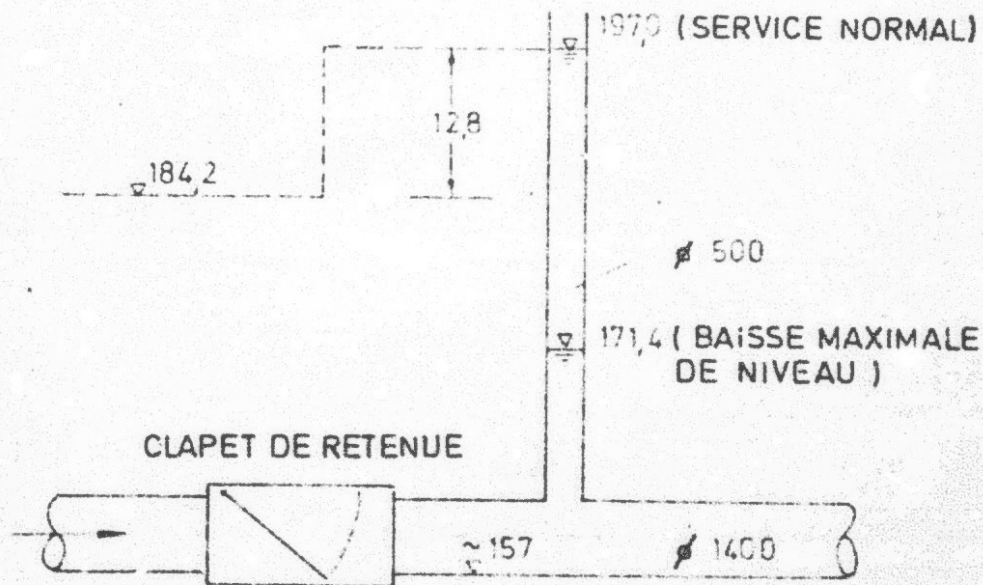 197,0 (SERVICE NORMAL)
12,8
184,2
ø 500
171,4 ( BAiSSE MAXIMALE
DE NIVEAU )
CLAPET DE RETENUE
~ 157
ø 1400